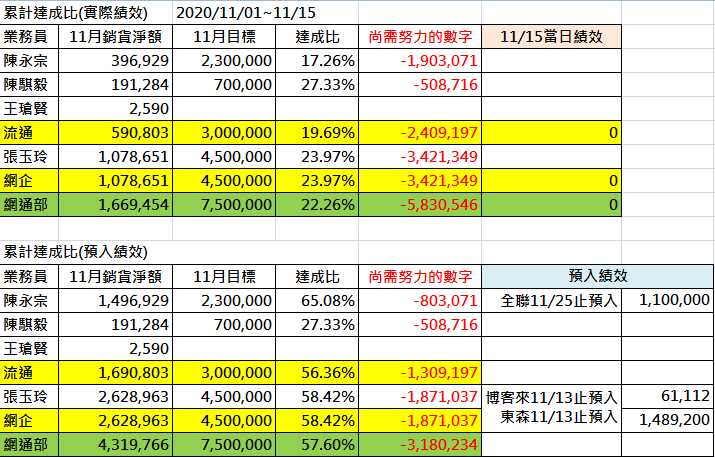 累計達成比(實際績效) 2020/11/01~11/15
業務員 11月銷貨淨額 11月目標 達成比 尚需努力的數字 11/15當日績效
陳永宗 396,929 2,300,000 17.26% -1,903,071
陳騏毅 191,284 700,000 27.33% -508,716
王瑲賢 2,590
流通 590,803 3,000,000 19.69% -2,409,197 0
張玉玲 1,078,651 4,500,000 23.97% -3,421,349
網企 1,078,651 4,500,000 23.97% -3,421,349 0
網通部 1,669,454 7,500,000 22.26% -5,830,546 0
累計達成比(預入績效)
業務員 11月銷貨淨額 11月目標 達成比 尚需努力的數字 預入績效
陳永宗 1,496,929 2,300,000 65.08% -803,071 全聯11/25止預入 1,100,000
陳騏毅 191,284 700,000 27.33% -508,716
王瑲賢 2,590
流通 1,690,803 3,000,000 56.36% -1,309,197
張玉玲 2,628,963 4,500,000 58.42% -1,871,037 博客來11/13止預入 61,112
網企 2,628,963 4,500,000 58.42% -1,871,037 東森11/13止預入 1,489,200
網通部 4,319,766 7,500,000 57.60% -3,180,234